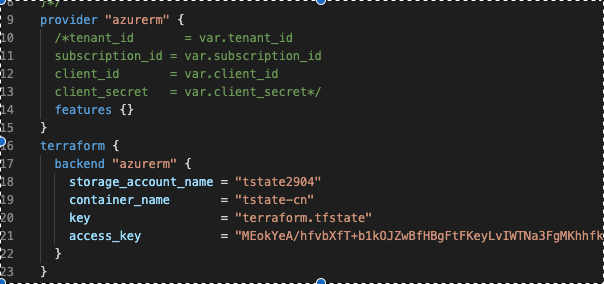 8 }*/
9 provider "azurerm" {
10 /*tenant_id = var.tenant_id
11 subscription_id = var.subscription_id
12 client_id = var.client_id
13 client_secret = var.client_secret*/
14 features {}
15 }
16 terraform {
17 backend "azurerm" {
18 storage_account_name = "tstate2904"
19 container_name = "tstate-cn"
20 key = "terraform.tfstate"
21 access_key = "MEokYeA/hfvbXfT+b1kOJZwBfHBgFtFKeyLvIWTNa3FgMKhhfk
22 }
23 }